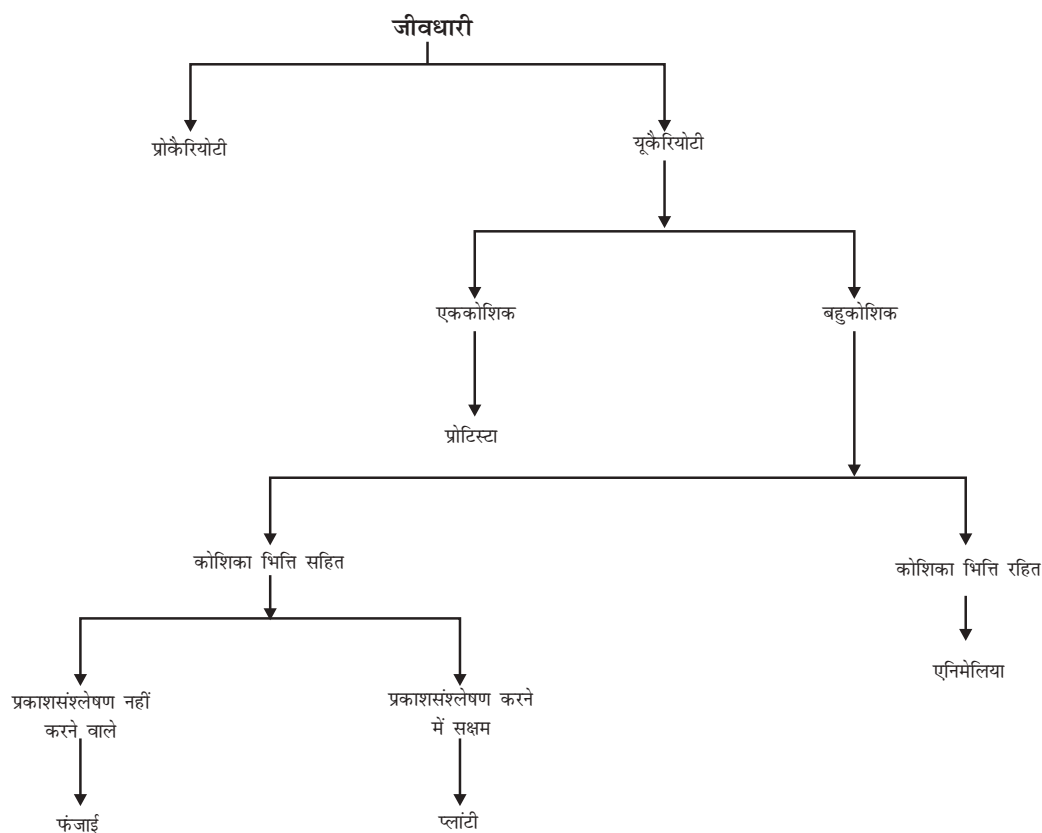 जीवधारी
प्रोकैरियोटी
यूकैरियोटी
एककोशिक
बहुकोशिक
प्रोटिस्टा
कोशिका भित्ति सहित
कोशिका भित्ति रहित
एनिमेलिया
प्रकाशसंश्लेषण नहीं
करने वाले
प्रकाशसंश्लेषण करने
में सक्षम
फंजाई
प्लांटी